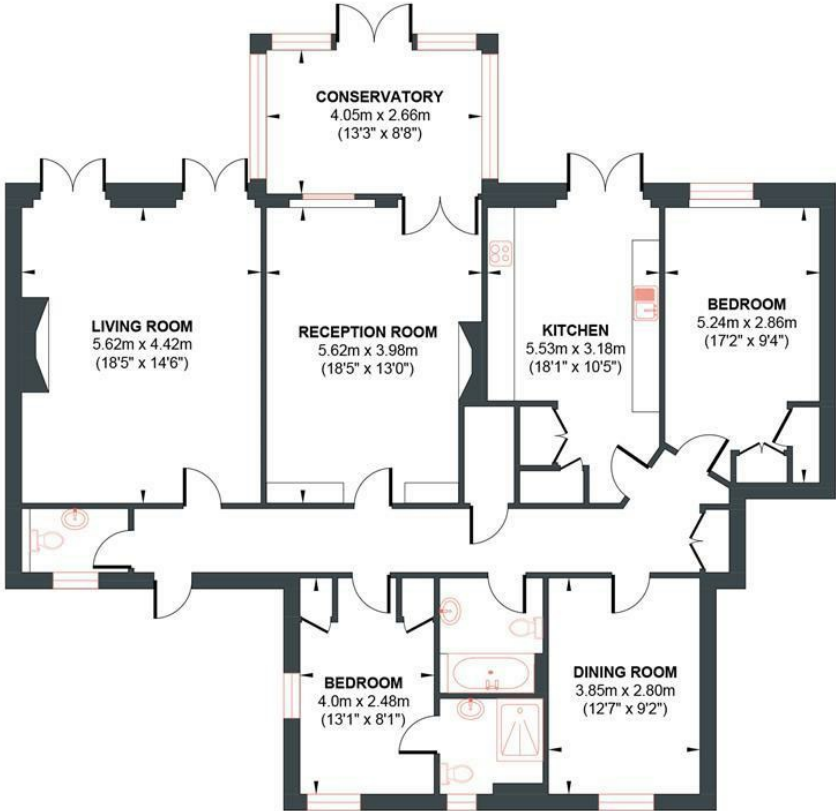 CONSERVATORY
4.05m x 2.66m
(13'3" x 8'8")
LIVING ROOM
5.62m x 4.42m
(18'5" x 14'6")
RECEPTION ROOM
5.62m x 3.98m
(18'5" x 13'0")
KITCHEN
5.53m x 3.18m
(18'1" x 10'5")
BEDROOM
5.24m x 2.86m
(17'2" x 9'4")
BEDROOM
4.0m x 2.48m
(13'1" x 8'1")
DINING ROOM
3.85m x 2.80m
(12'7" x 9'2")